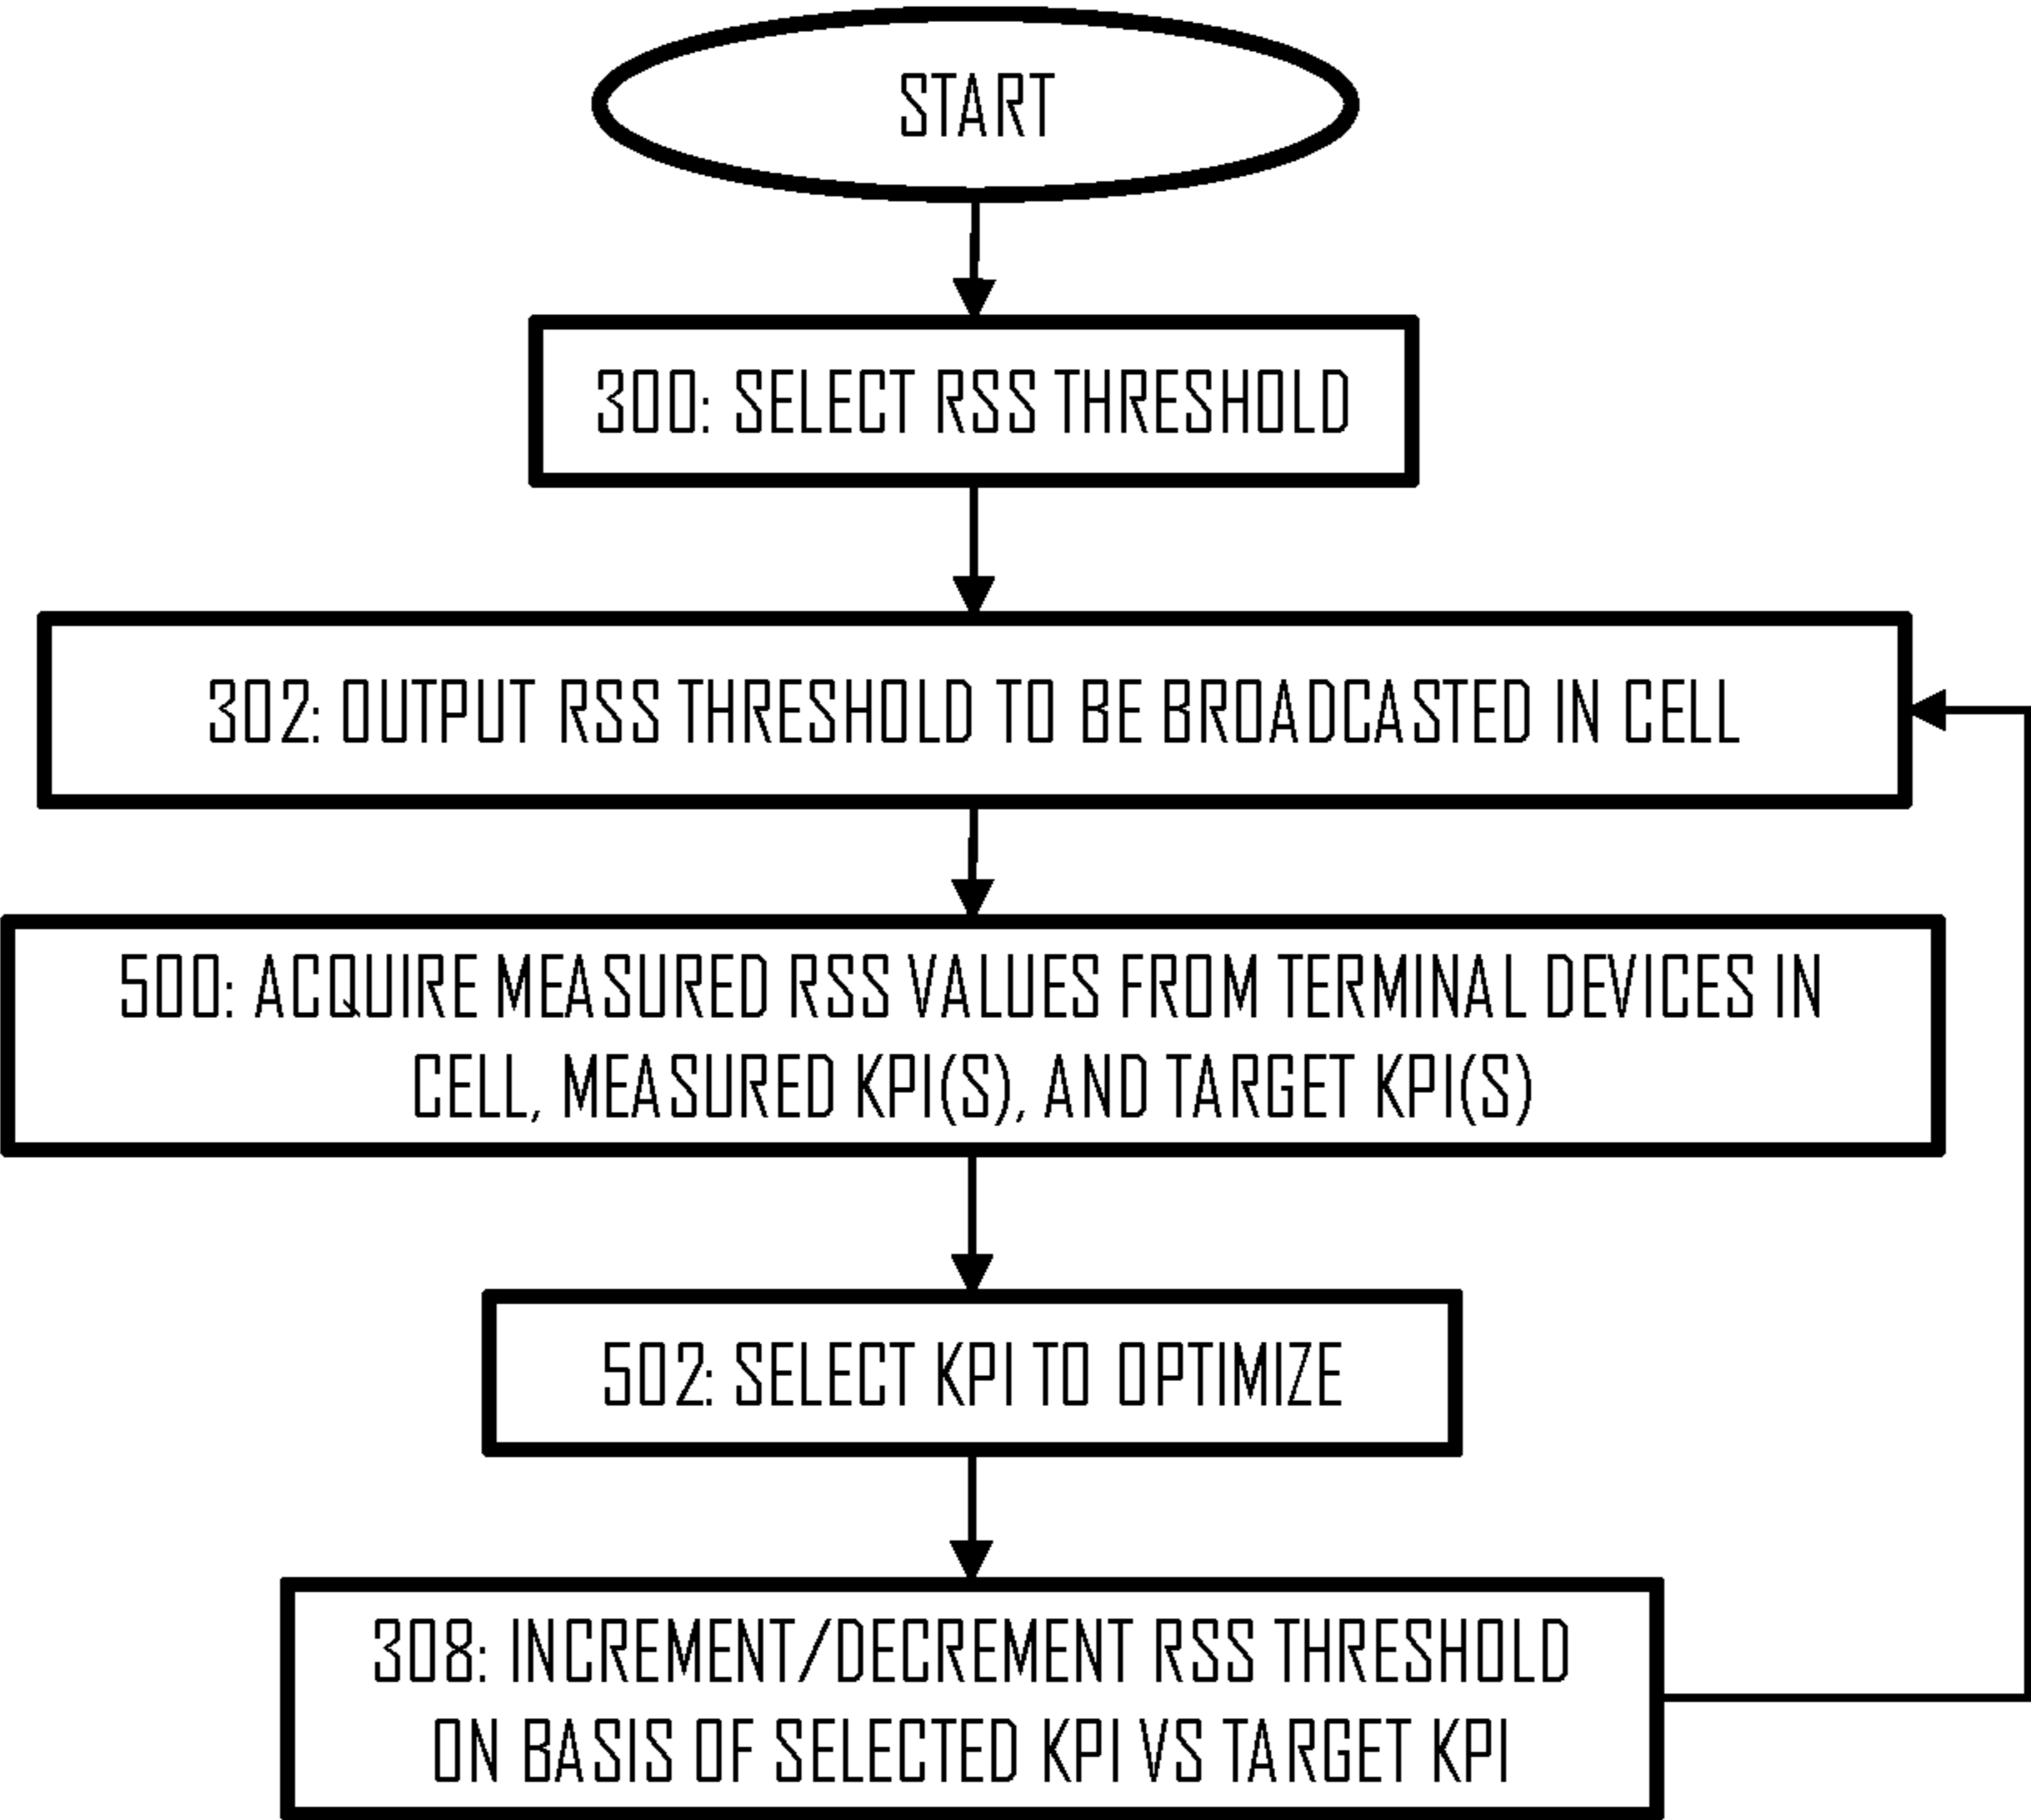 START
300: SELECT RSS THRESHOLD
302: OUTPUT RSS THRESHOLD TO BE BROADCASTED IN CELL
500: ACQUIRE MEASURED RSS VALUES FROM TERMINAL DEVICES IN
CELL, MEASURED KPI(S), AND TARGET KPI(S)
502: SELECT KPI TO OPTIMIZE
308: INCREMENT/DECREMENT RSS THRESHOLD
ON BASIS OF SELECTED KPI VS TARGET KPI